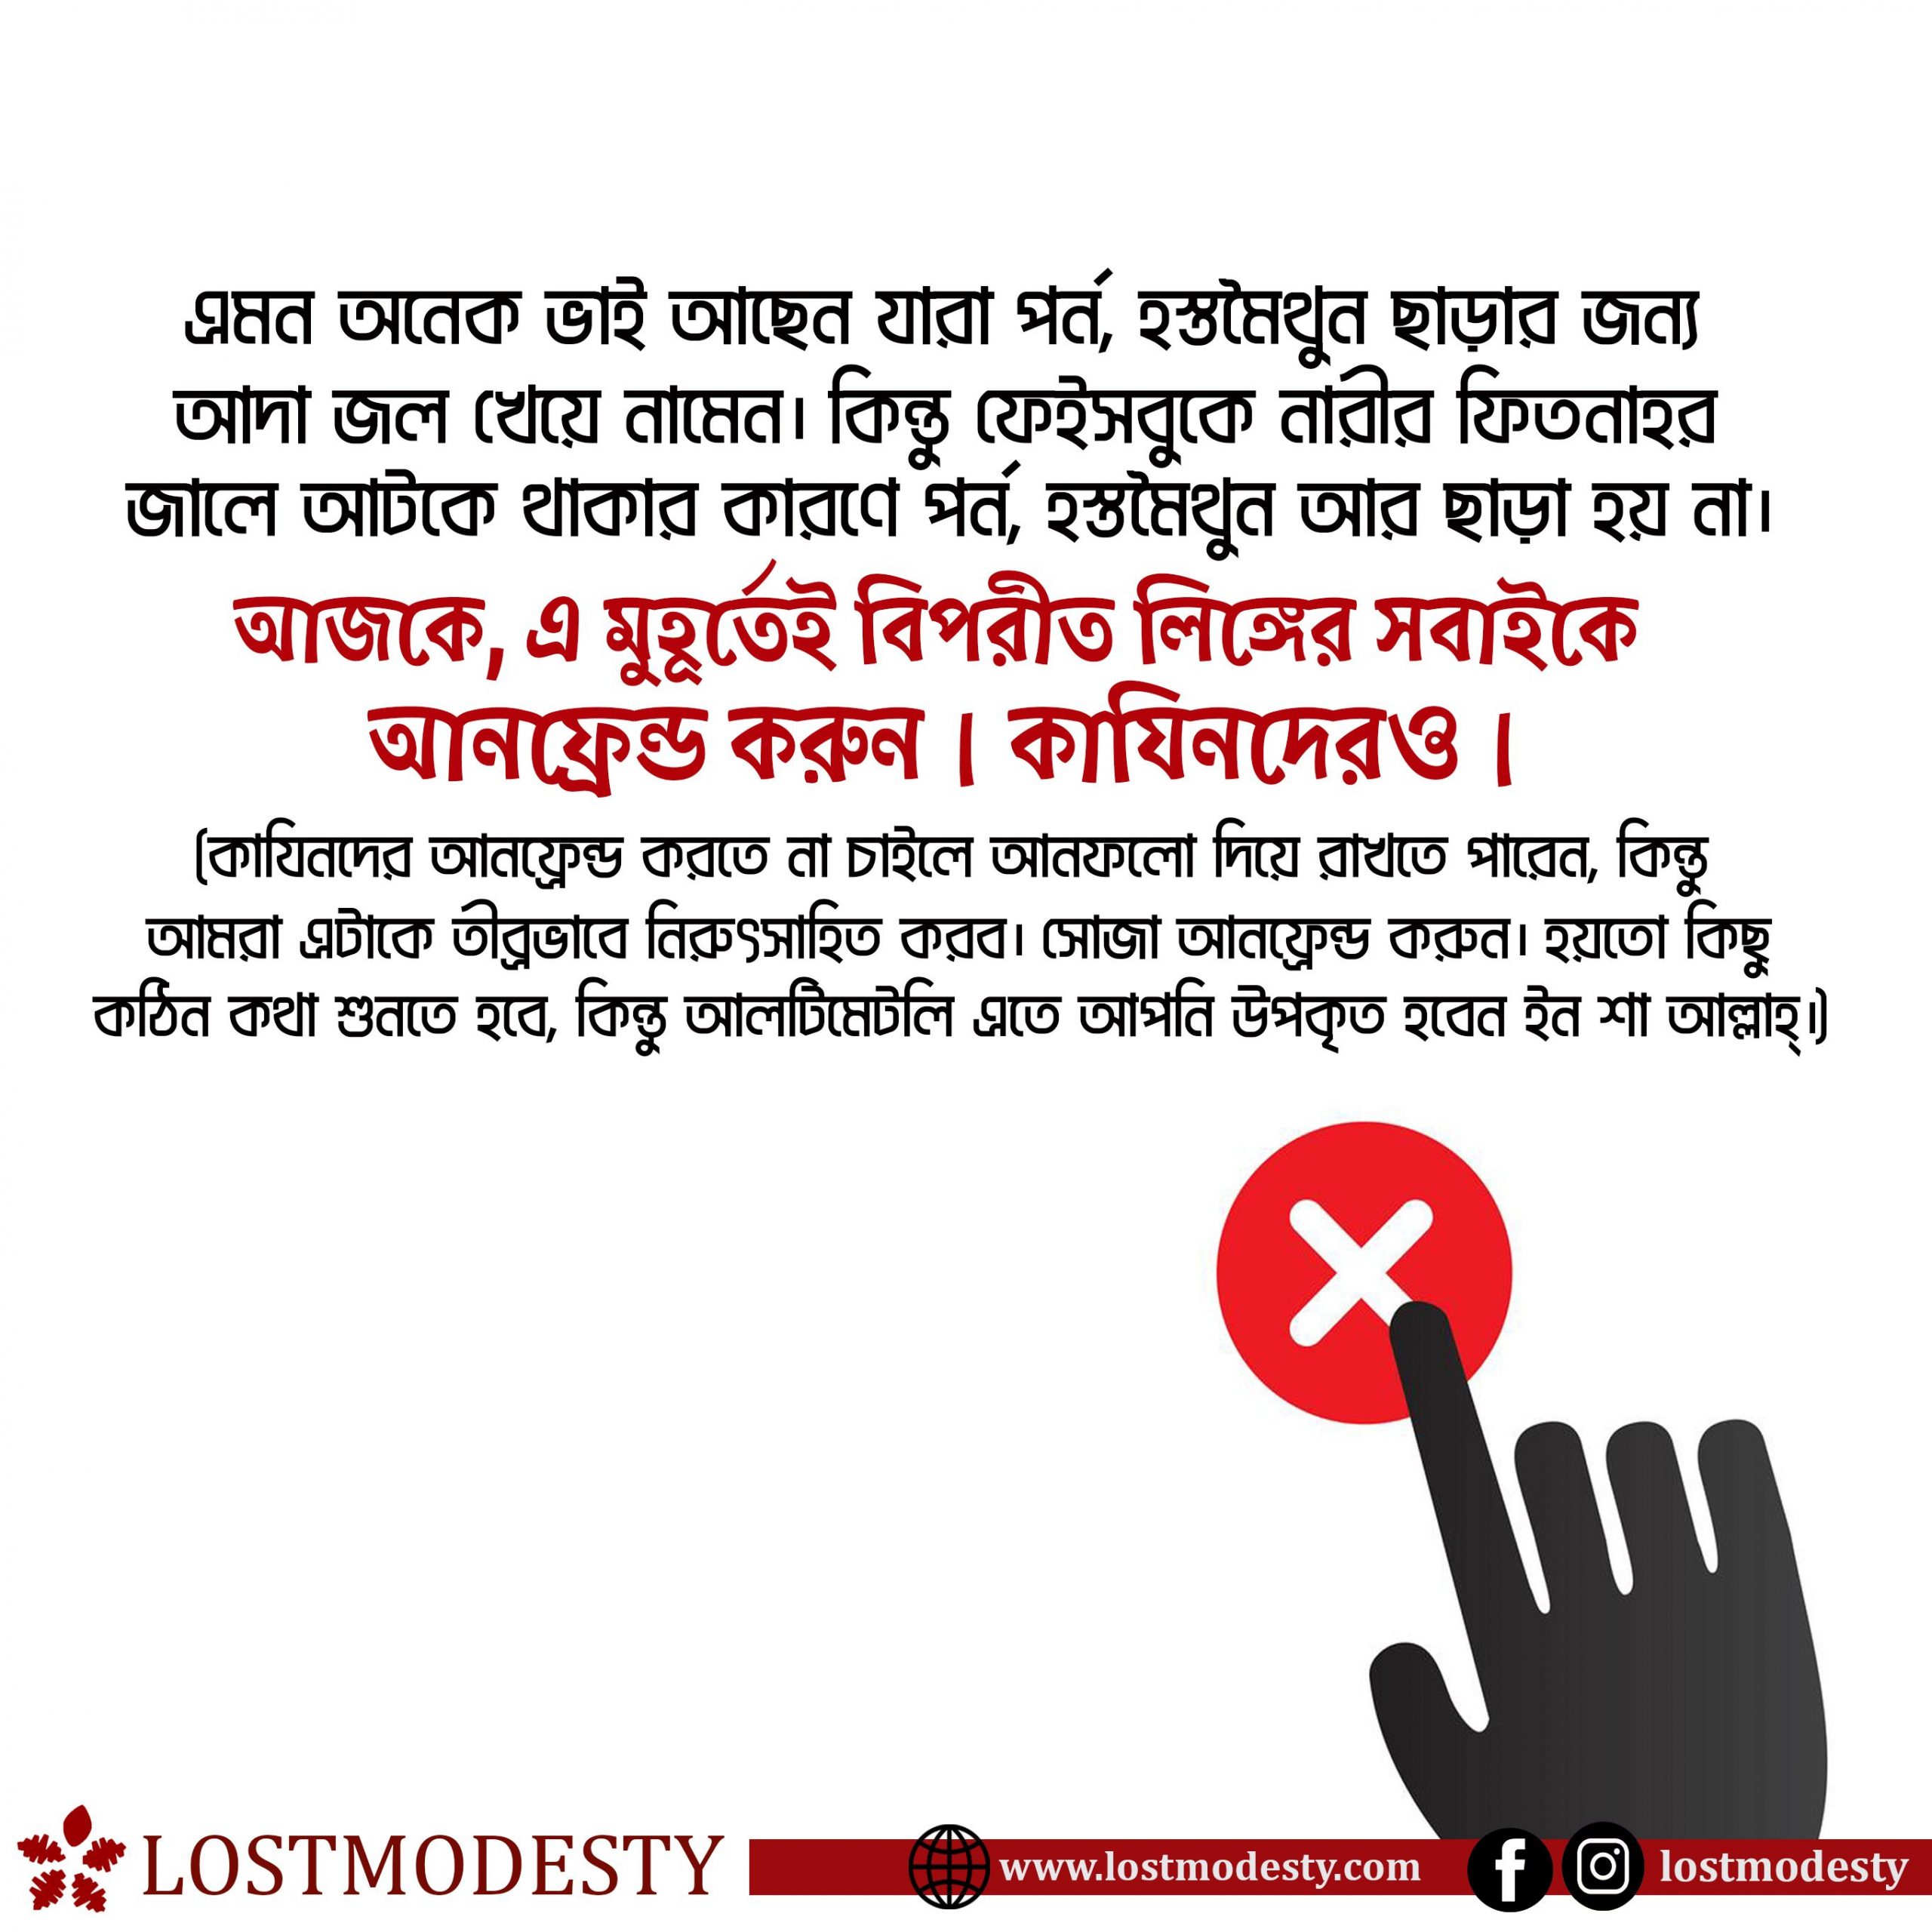 এমন অনেক ভাই আছেন যারা পর্ন, হস্তমৈথুন ছাড়ার জন্য
আদা জল খেয়ে নামেন। কিন্তু ফেইসবুকে নারীর ফিতনাহর
জালে আটকে থাকার কারণে পর্ন, হস্তমৈথুন আর ছাড়া হয় না।
আজকে, এ মুহূর্তেই বিপরীত লিঙ্গের সবাইকে
আনফ্রেন্ড করুন । কাযিনদেরও ।
(কাযিনদের আনফ্রেন্ড করতে না চাইলে আনফলো দিয়ে রাখতে পারেন, কিন্তু
আমরা এটাকে তীব্রভাবে নিরুৎসাহিত করব। সোজা আনফ্রেন্ড করুন। হয়তো কিছু
কঠিন কথা শুনতে হবে, কিন্তু আলটিমেটলি এতে আপনি উপকৃত হবেন ইন শা আল্লাহ্‌।)
LOSTMODESTY www.lostmodesty.com lostmodesty